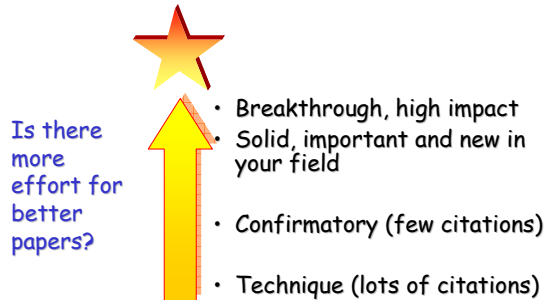 Is there
more
effort for
better
papers?
• Breakthrough, high impact
• Solid, important and new in
your field
• Confirmatory (few citations)
• Technique (lots of citations)